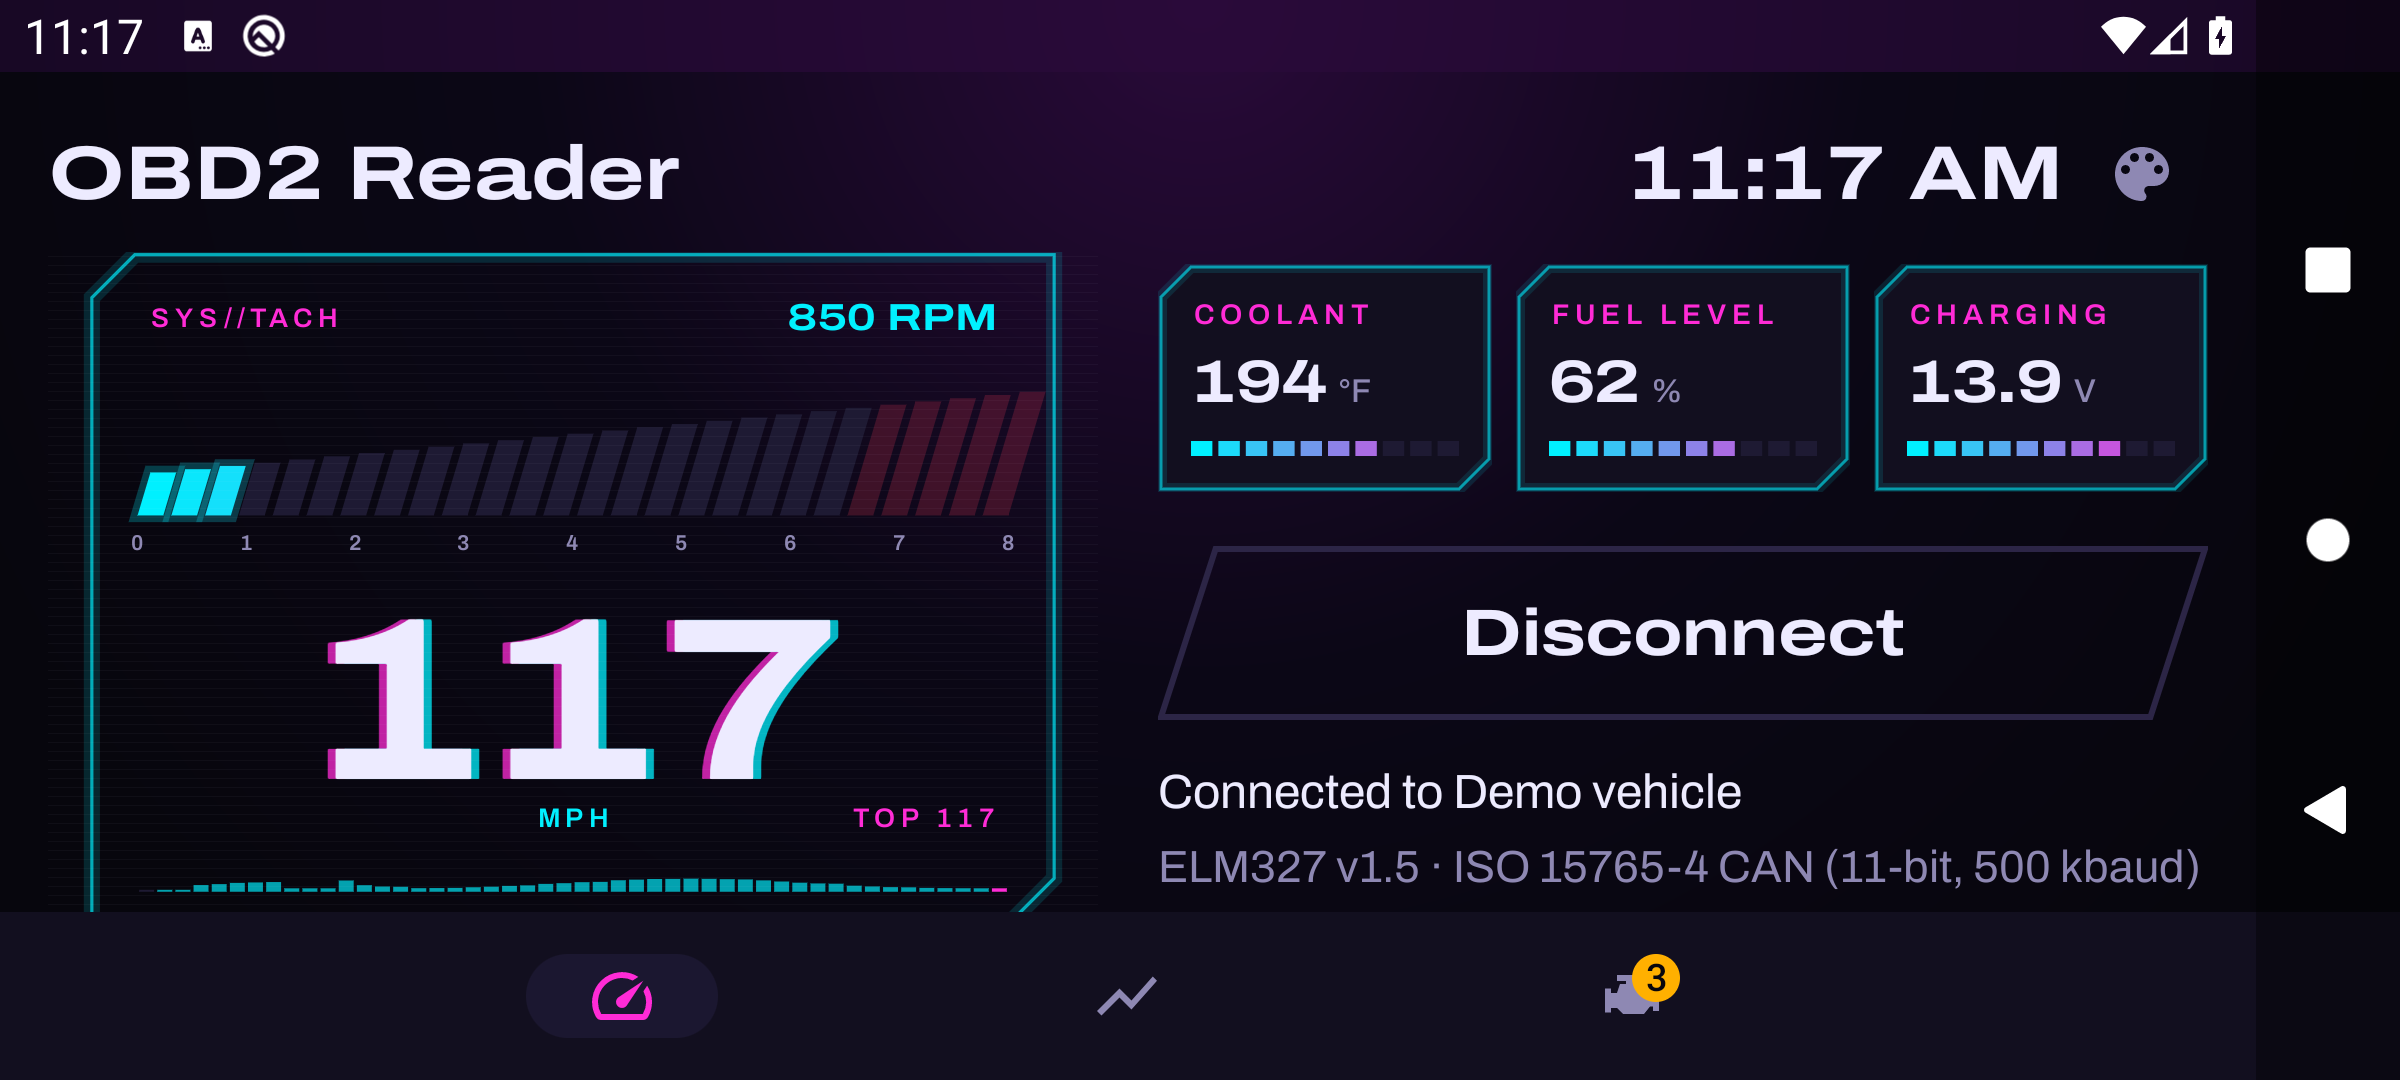 11:17
OBD2 Reader
11:17 AM
SYS//TACH
850 RPM
0 1 2 3 4 5 6 7 8
117
MPH
TOP 117
COOLANT
194 °F
FUEL LEVEL
62 %
CHARGING
13.9 V
Disconnect
Connected to Demo vehicle
ELM327 v1.5 · ISO 15765-4 CAN (11-bit, 500 kbaud)
3